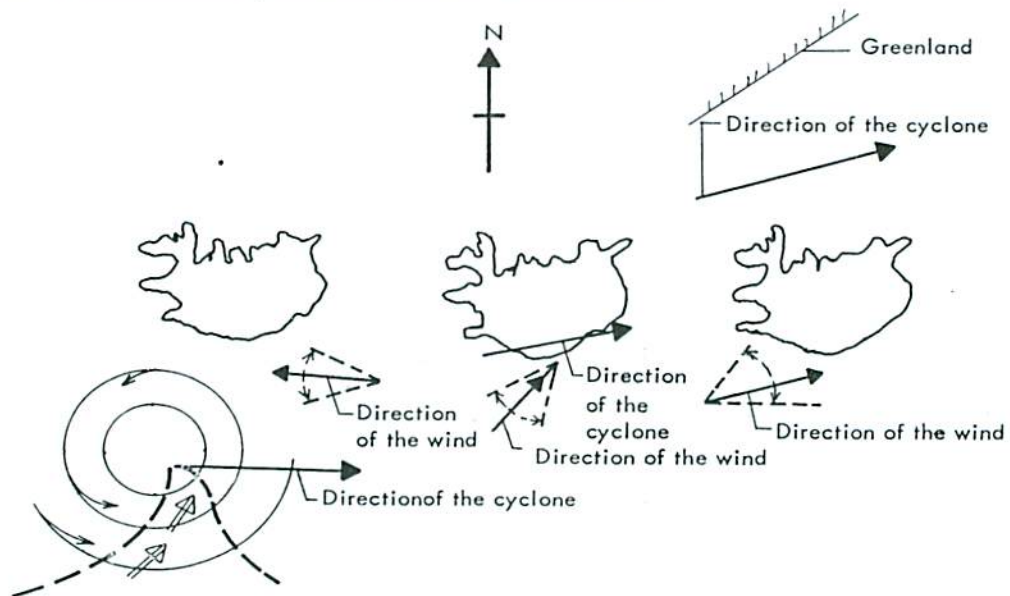 N
Greenland
Direction of the cyclone
Direction
of the wind
Direction
of the
cyclone
Direction of the wind
Direction of the wind
Directionof the cyclone